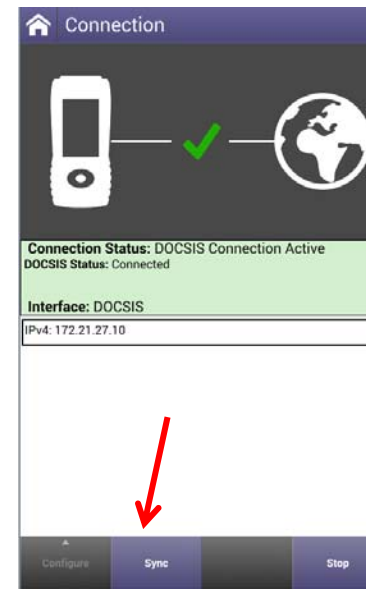 Connection
Connection Status: DOCSIS Connection Active
DOCSIS Status: Connected
Interface: DOCSIS
IPv4: 172.21.27.10
Configure Sync Stop